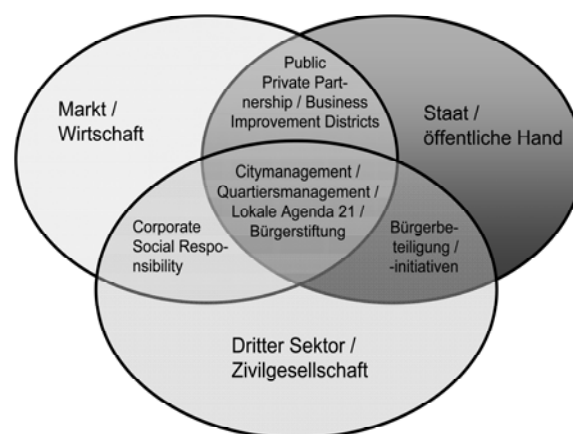 Public
Private Part-
nership / Business
Improvement Districts
Markt /
Wirtschaft
Staat /
öffentliche Hand
Citymanagement /
Quartiersmanagement /
Lokale Agenda 21 /
Bürgerstiftung
Corporate
Social Respo-
nsibility
Bürgerbe-
teiligung /
-initiativen
Dritter Sektor /
Zivilgesellschaft